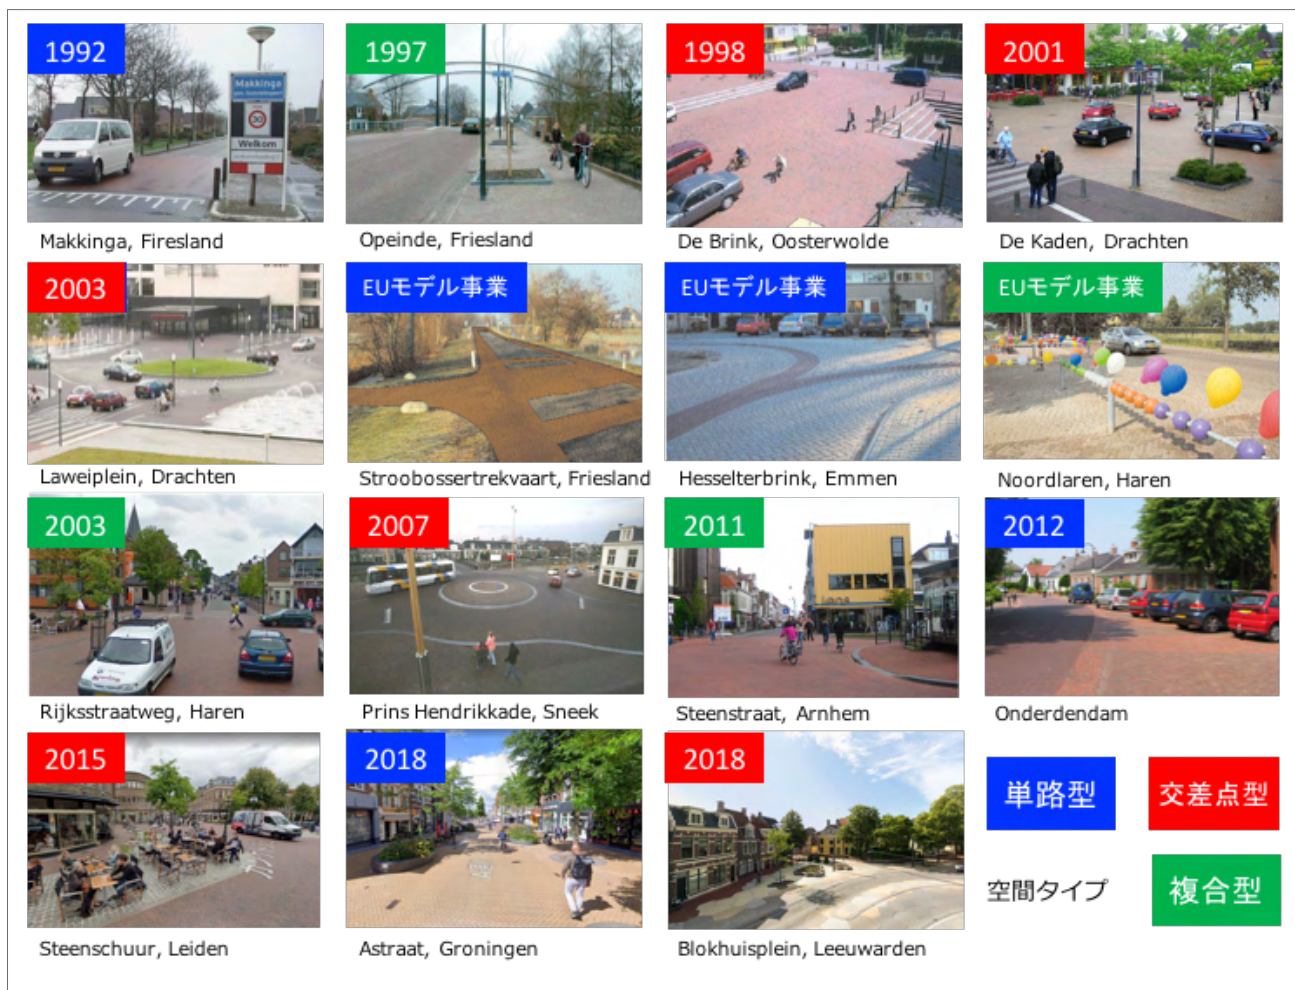 1992
1997
1998
2001
Makkinga
30
Welkom
Makkinga, Firesland
Opeinde, Friesland
De Brink, Oosterwolde
De Kaden, Drachten
2003
EUモデル事業
EUモデル事業
EUモデル事業
Laweiplein, Drachten
Stroobossertrekvaart, Friesland
Hesselterbrink, Emmen
Noordlaren, Haren
2003
2007
2011
2012
Rijksstraatweg, Haren
Prins Hendrikkade, Sneek
Steenstraat, Arnhem
Onderdendam
2015
2018
2018
単路型
交差点型
空間タイプ
複合型
Steenschuur, Leiden
Astraat, Groningen
Blokhuisplein, Leeuwarden